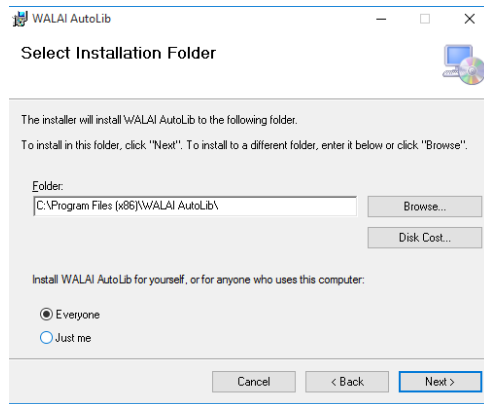 WALAI AutoLib
Select Installation Folder
The installer will install WALAI AutoLib to the following folder.
To install in this folder, click "Next". To install to a different folder, enter it below or click "Browse".
Folder:
C:\Program Files (x86)\WALAI AutoLib\
Browse...
Disk Cost...
Install WALAI AutoLib for yourself, or for anyone who uses this computer:
Everyone
Just me
Cancel
< Back
Next >